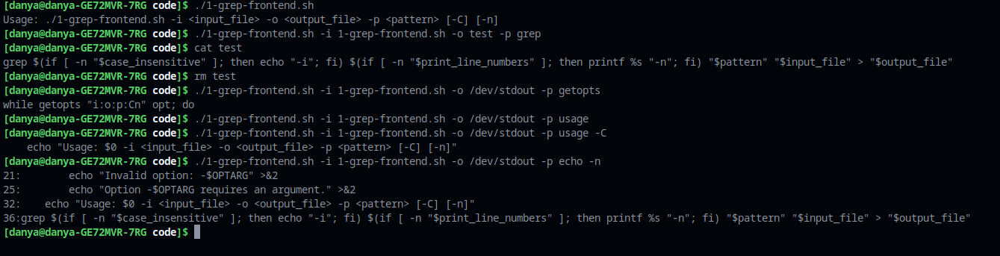 [danya@danya-GE72MVR-7RG code]$ ./1-grep-frontend.sh
Usage: ./1-grep-frontend.sh -i <input_file> -o <output_file> -p <pattern> [-C] [-n]
[danya@danya-GE72MVR-7RG code]$ ./1-grep-frontend.sh -i 1-grep-frontend.sh -o test -p grep
[danya@danya-GE72MVR-7RG code]$ cat test
grep $(if [ -n "$case_insensitive" ]; then echo "-i"; fi) $(if [ -n "$print_line_numbers" ]; then printf %s "-n"; fi) "$pattern" "$input_file" > "$output_file"
[danya@danya-GE72MVR-7RG code]$ rm test
[danya@danya-GE72MVR-7RG code]$ ./1-grep-frontend.sh -i 1-grep-frontend.sh -o /dev/stdout -p getopts
while getopts "i:o:p:Cn" opt; do
[danya@danya-GE72MVR-7RG code]$ ./1-grep-frontend.sh -i 1-grep-frontend.sh -o /dev/stdout -p usage
[danya@danya-GE72MVR-7RG code]$ ./1-grep-frontend.sh -i 1-grep-frontend.sh -o /dev/stdout -p usage -C
    echo "Usage: $0 -i <input_file> -o <output_file> -p <pattern> [-C] [-n]"
[danya@danya-GE72MVR-7RG code]$ ./1-grep-frontend.sh -i 1-grep-frontend.sh -o /dev/stdout -p echo -n
21:        echo "Invalid option: -$OPTARG" >&2
25:        echo "Option -$OPTARG requires an argument." >&2
32:    echo "Usage: $0 -i <input_file> -o <output_file> -p <pattern> [-C] [-n]"
36:grep $(if [ -n "$case_insensitive" ]; then echo "-i"; fi) $(if [ -n "$print_line_numbers" ]; then printf %s "-n"; fi) "$pattern" "$input_file" > "$output_file"
[danya@danya-GE72MVR-7RG code]$